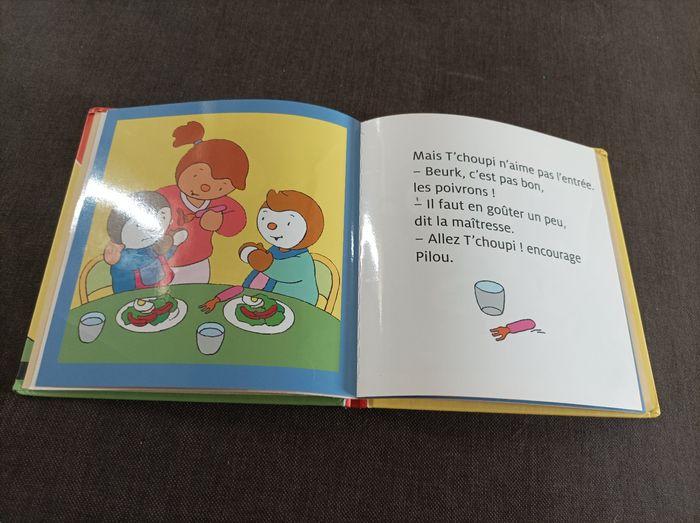 Mais T'choupi n'aime pas l'entrée.
– Beurk, c'est pas bon,
les poivrons !
– Il faut en goûter un peu,
dit la maîtresse.
– Allez T'choupi ! encourage
Pilou.